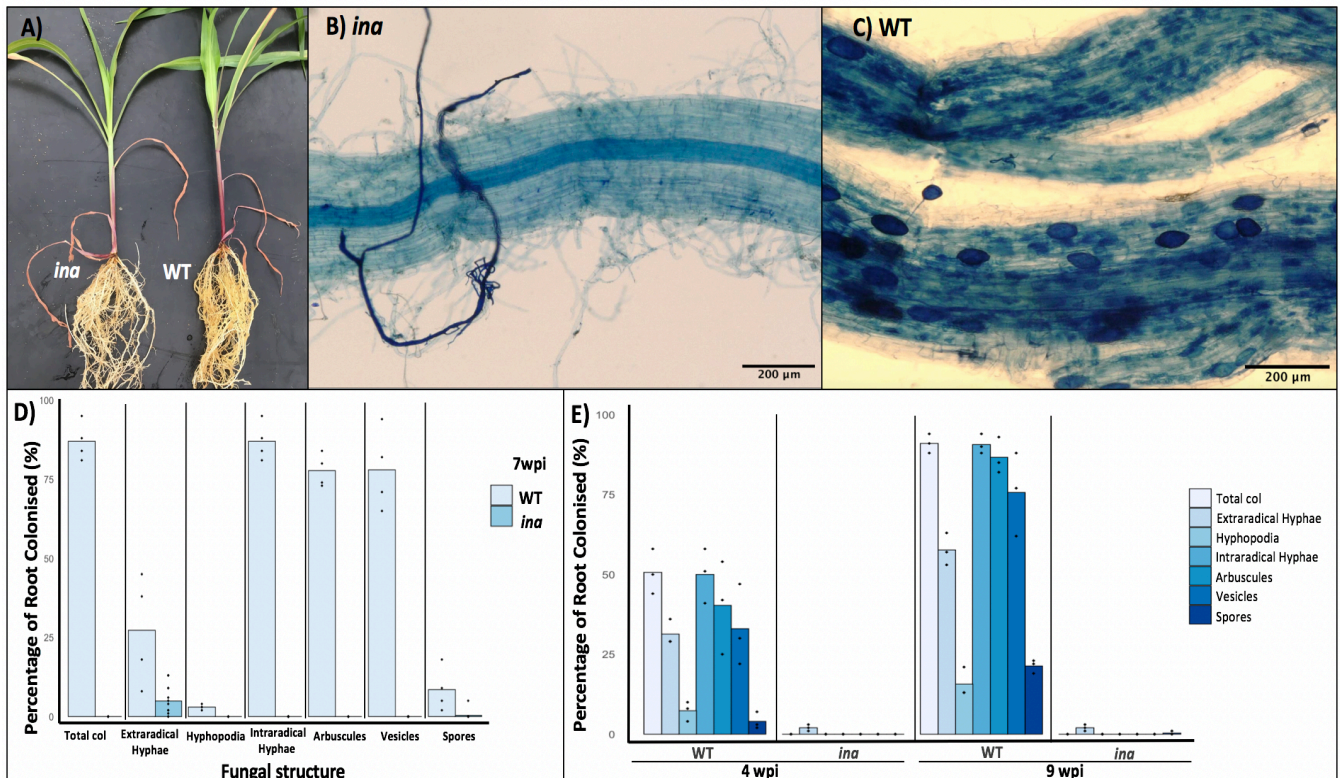 A)
ina
WT
B) ina
200 µm
C) WT
200 µm
D)
Percentage of Root Colonised (%)
100
75
50
25
0
7wpi
WT
ina
Total col
Extraradical
Hyphae
Hyphopodia
Intraradical
Hyphae
Arbuscules
Vesicles
Spores
Fungal structure
E)
Percentage of Root Colonised (%)
100
75
50
25
0
WT
ina
WT
ina
4 wpi
9 wpi
Total col
Extraradical Hyphae
Hyphopodia
Intraradical Hyphae
Arbuscules
Vesicles
Spores